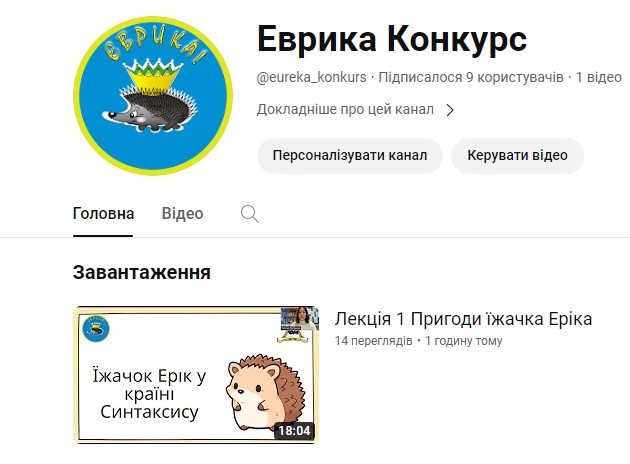 ЄВРИКА!
Еврика Конкурс
@eureka_konkurs · Підписалося 9 користувачів · 1 відео
Докладніше про цей канал
Персоналізувати канал
Керувати відео
Головна
Відео
Завантаження
Їжачок Ерік у
країні
Синтаксису
18:04
Лекція 1 Пригоди їжачка Еріка
14 переглядів • 1 годину тому